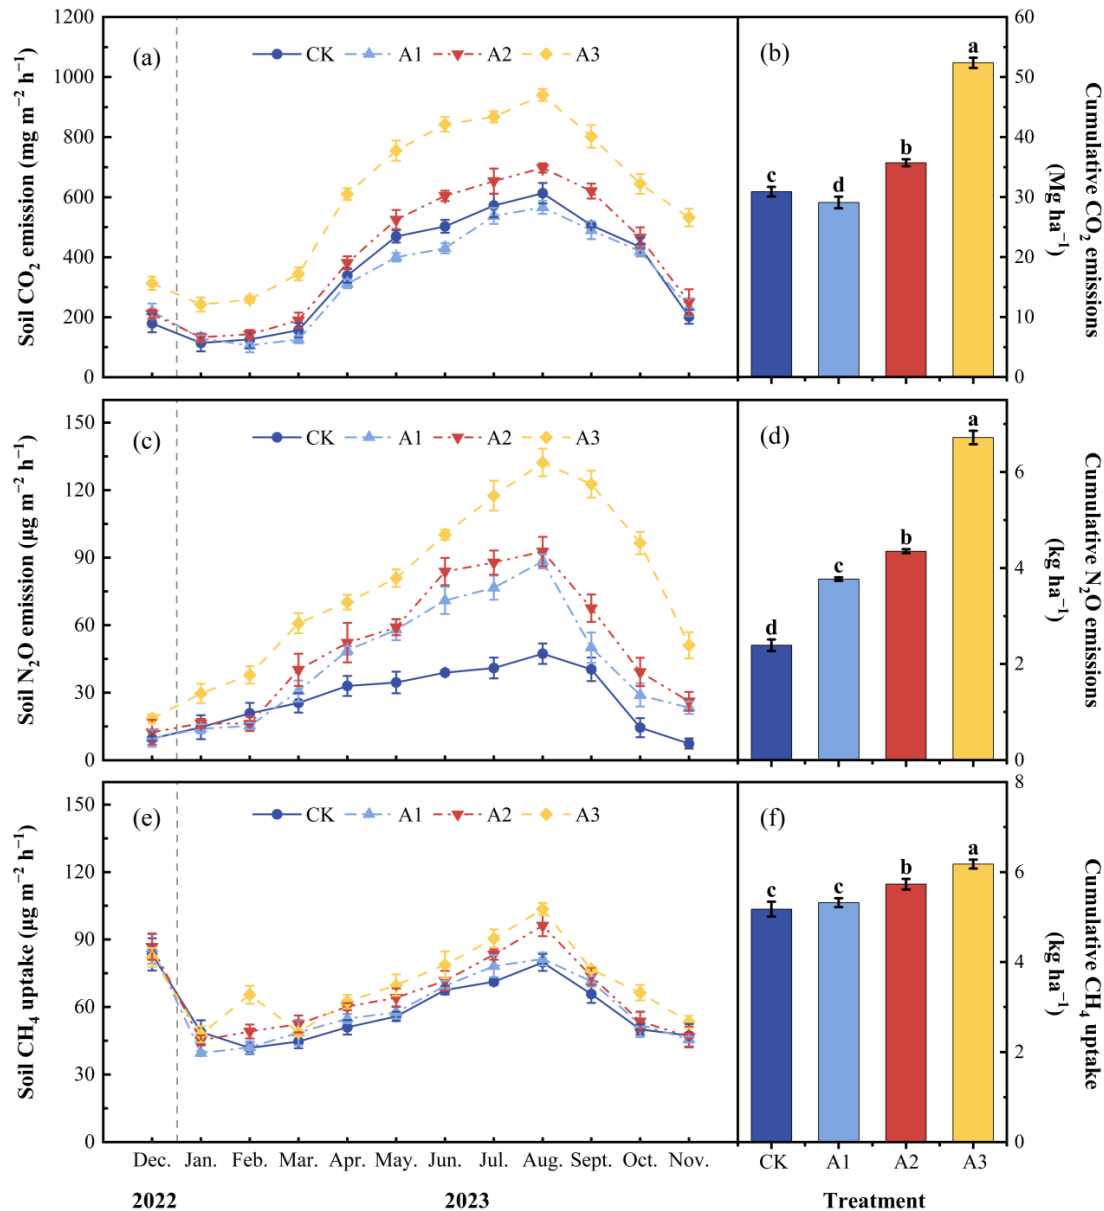 (a)
CK A1 A2 A3
1200
1000
800
600
400
200
0
Soil CO₂ emission (mg m⁻² h⁻¹)
(b)
c
d
b
a
60
50
40
30
20
10
0
Cumulative CO₂ emissions
(Mg ha⁻¹)
(c)
CK A1 A2 A3
150
120
90
60
30
0
Soil N₂O emission (μg m⁻² h⁻¹)
(d)
d
c
b
a
6
4
2
0
Cumulative N₂O emissions
(kg ha⁻¹)
(e)
CK A1 A2 A3
150
120
90
60
30
0
Soil CH₄ uptake (μg m⁻² h⁻¹)
(f)
c
c
b
a
8
6
4
2
0
Cumulative CH₄ uptake
(kg ha⁻¹)
Dec. Jan. Feb. Mar. Apr. May. Jun. Jul. Aug. Sept. Oct. Nov.
CK A1 A2 A3
2022 2023 Treatment